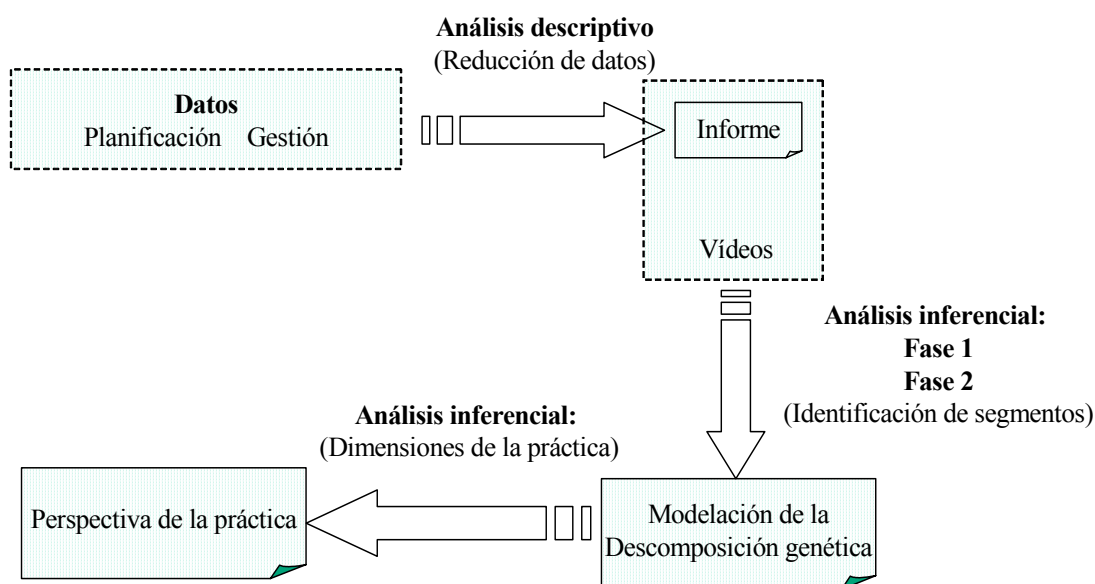 Análisis descriptivo
(Reducción de datos)
Datos
Planificación Gestión
Informe
Vídeos
Análisis inferencial:
Fase 1
Fase 2
(Identificación de segmentos)
Análisis inferencial:
(Dimensiones de la práctica)
Perspectiva de la práctica
Modelación de la
Descomposición genética